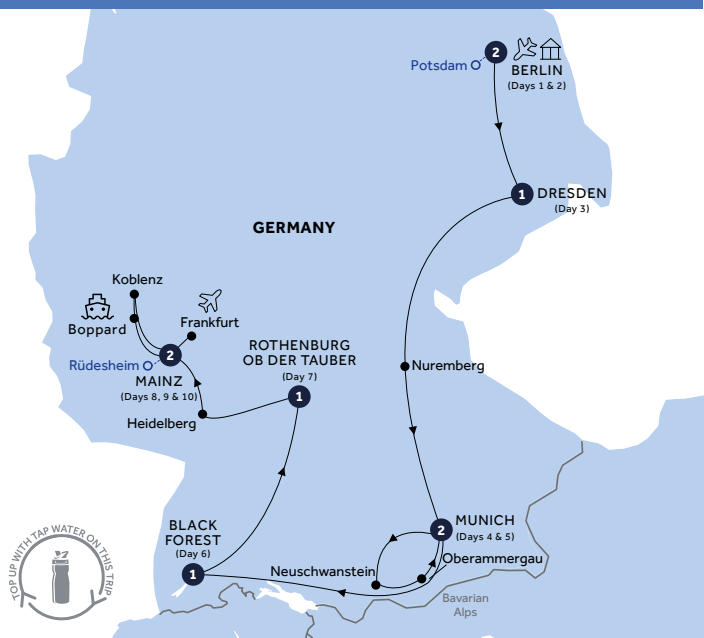 2
Potsdam
BERLIN
(Days 1 & 2)
1
DRESDEN
(Day 3)
GERMANY
Koblenz
Boppard
Frankfurt
ROTHENBURG
OB DER TAUBER
(Day 7)
1
Rüdesheim
2
MAINZ
(Days 8, 9 & 10)
Heidelberg
Nuremberg
BLACK
FOREST
(Day 6)
1
MUNICH
(Days 4 & 5)
2
Neuschwanstein
Oberammergau
Bavarian
Alps
TOP UP WITH TAP WATER ON THIS TRIP